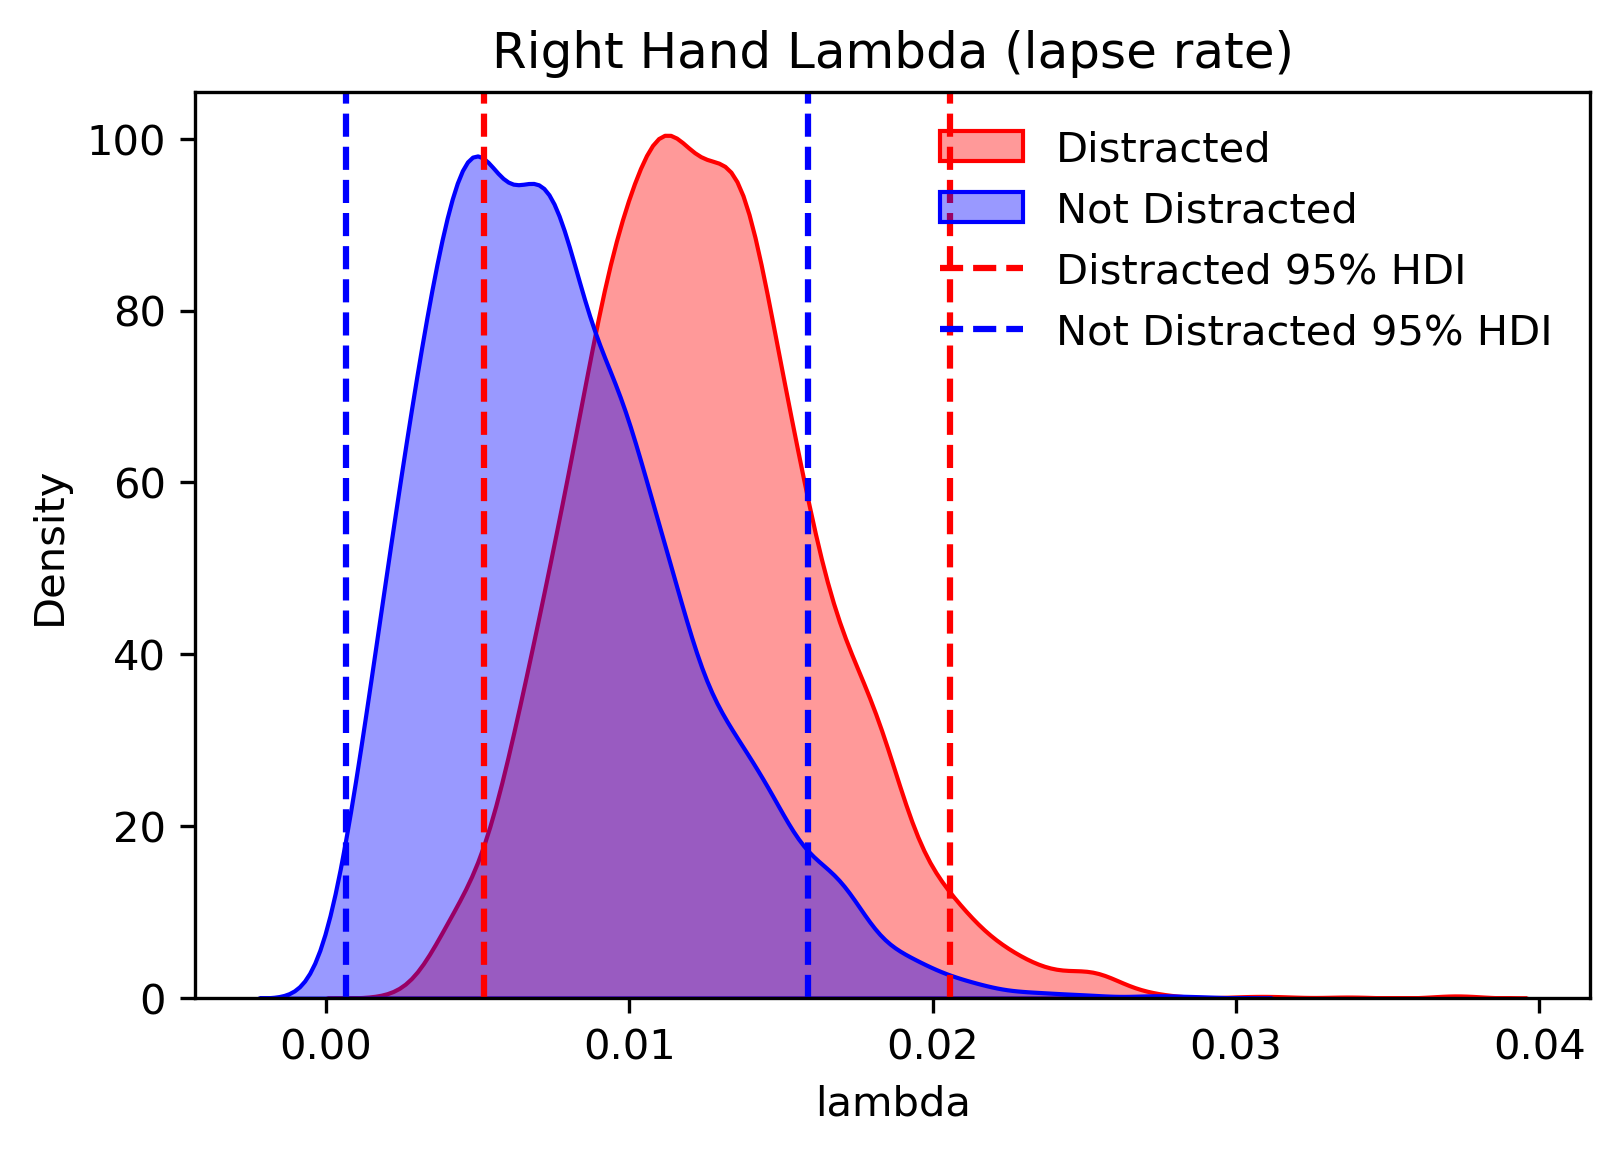 Right Hand Lambda (lapse rate)
100
80
60
40
20
0
Density
Distracted
Not Distracted
Distracted 95% HDI
Not Distracted 95% HDI
0.00 0.01 0.02 0.03 0.04
lambda